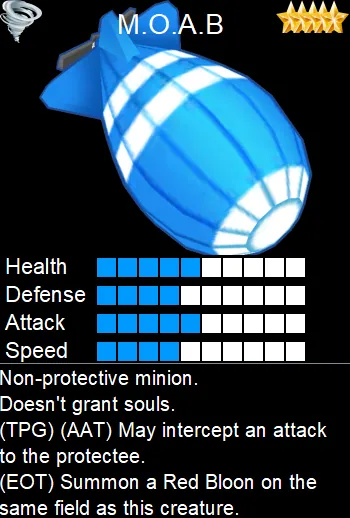 M.O.A.B
Health
Defense
Attack
Speed
Non-protective minion.
Doesn't grant souls.
(TPG) (AAT) May intercept an attack
to the protectee.
(EOT) Summon a Red Bloon on the
same field as this creature.